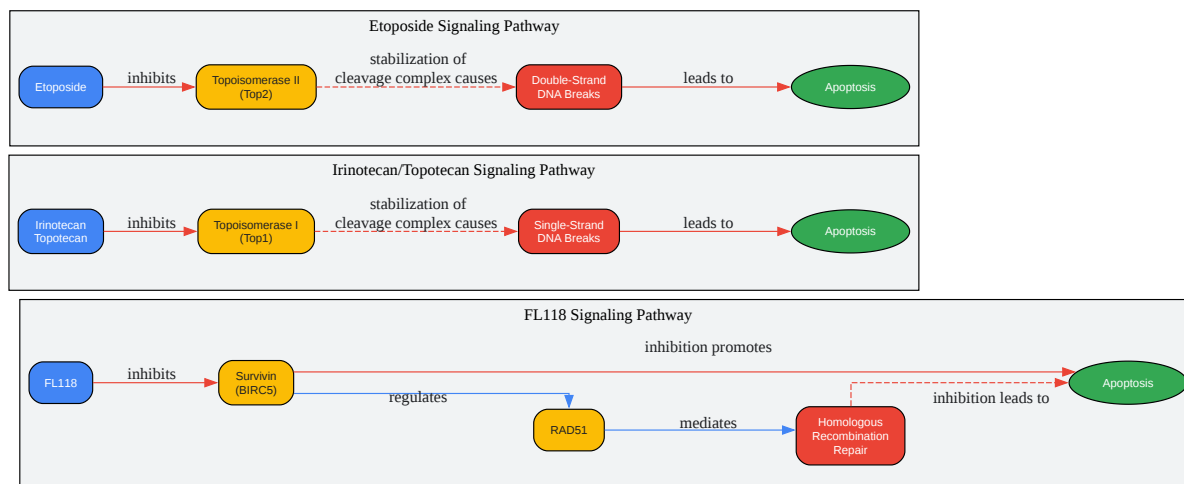 Etoposide Signaling Pathway
Etoposide
inhibits
Topoisomerase II
(Top2)
stabilization of
cleavage complex causes
Double-Strand
DNA Breaks
leads to
Apoptosis
Irinotecan/Topotecan Signaling Pathway
Irinotecan
Topotecan
inhibits
Topoisomerase I
(Top1)
stabilization of
cleavage complex causes
Single-Strand
DNA Breaks
leads to
Apoptosis
FL118 Signaling Pathway
FL118
inhibits
Survivin
(BIRC5)
inhibition promotes
regulates
RAD51
mediates
Homologous
Recombination
Repair
inhibition leads to
Apoptosis